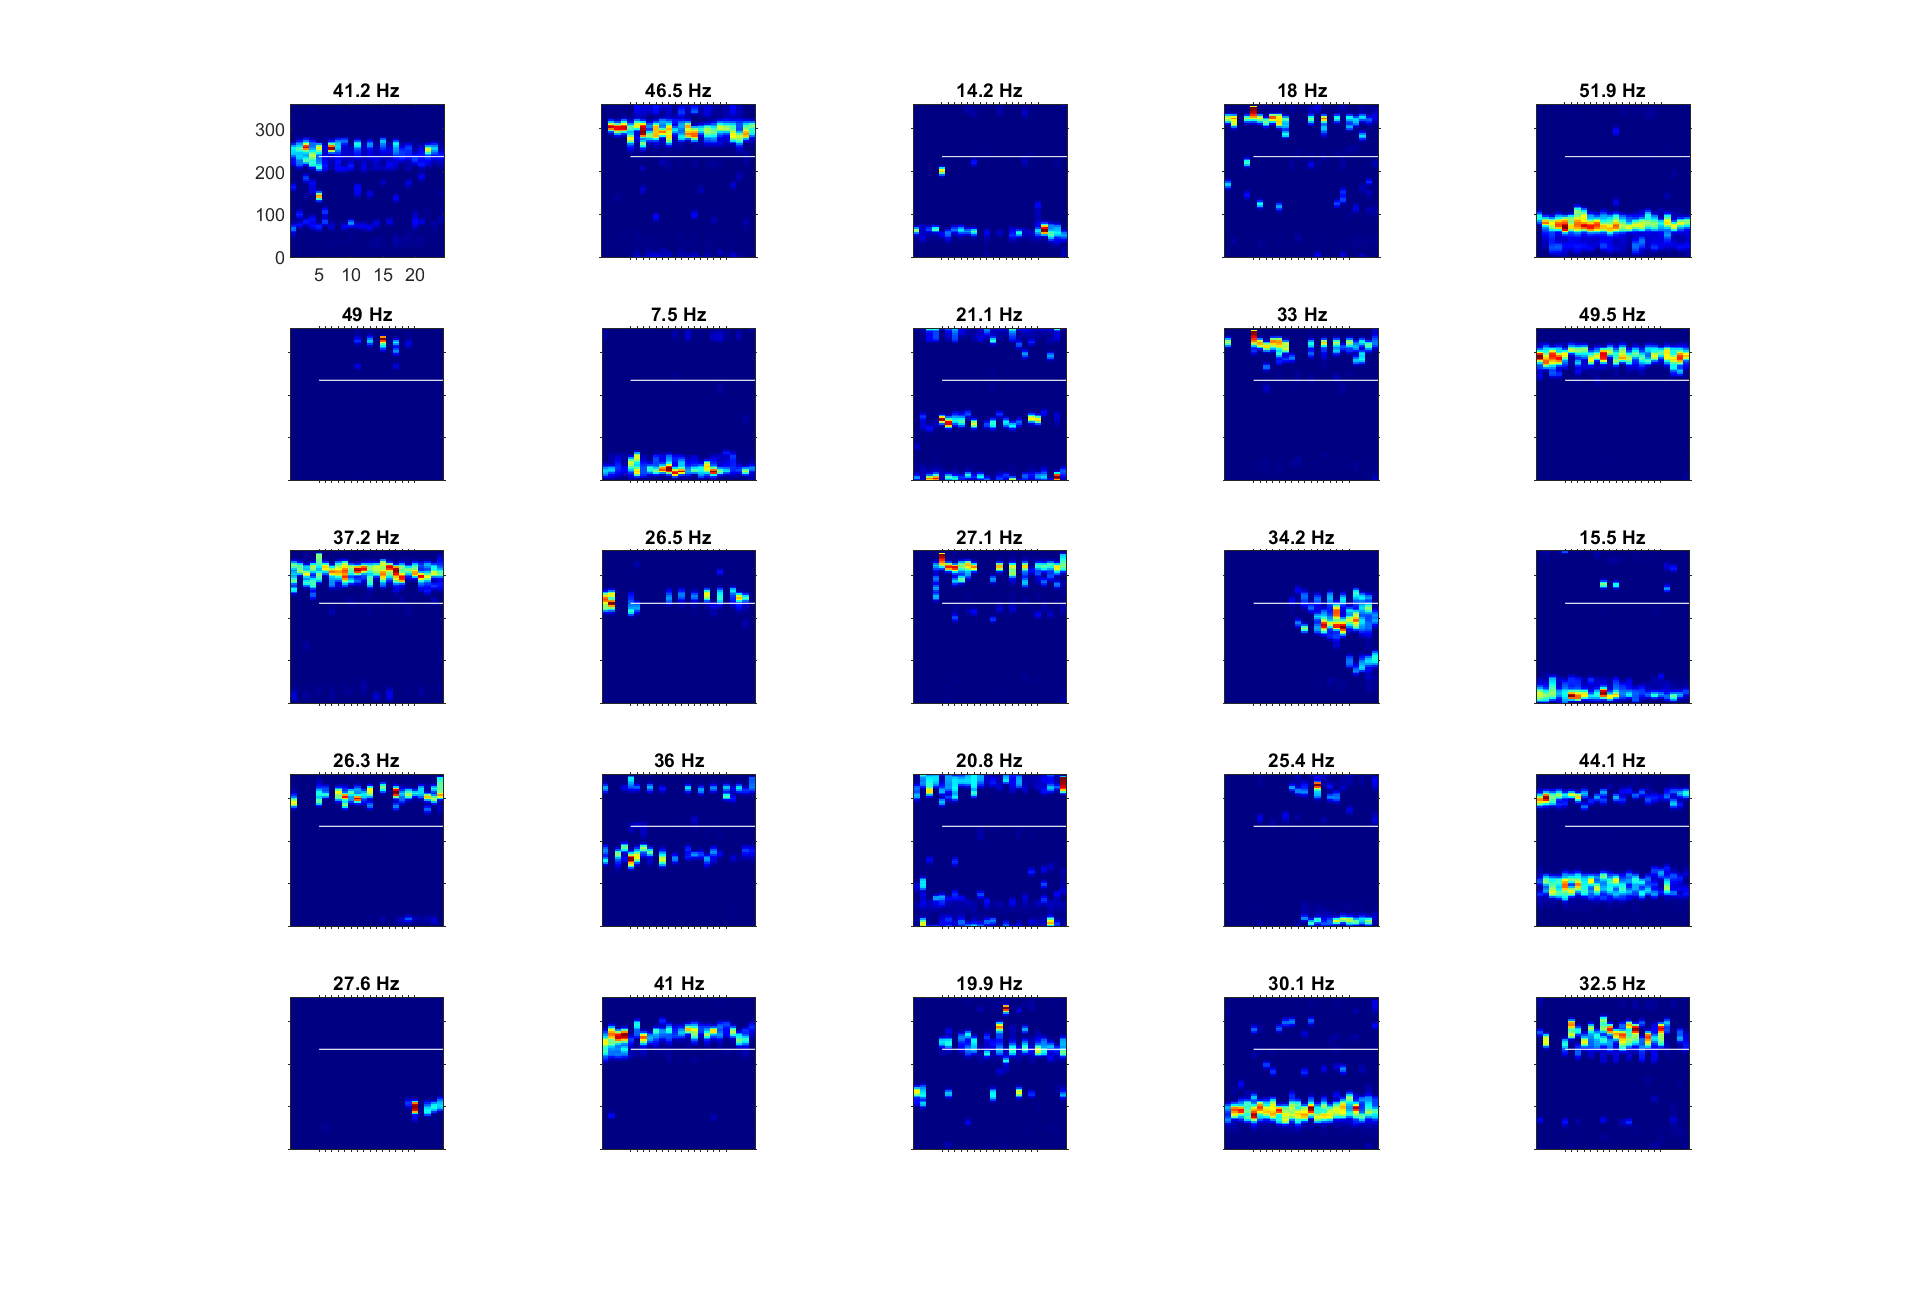 41.2 Hz 46.5 Hz 14.2 Hz 18 Hz 51.9 Hz
300
200
100
0
5 10 15 20
49 Hz 7.5 Hz 21.1 Hz 33 Hz 49.5 Hz
37.2 Hz 26.5 Hz 27.1 Hz 34.2 Hz 15.5 Hz
26.3 Hz 36 Hz 20.8 Hz 25.4 Hz 44.1 Hz
27.6 Hz 41 Hz 19.9 Hz 30.1 Hz 32.5 Hz